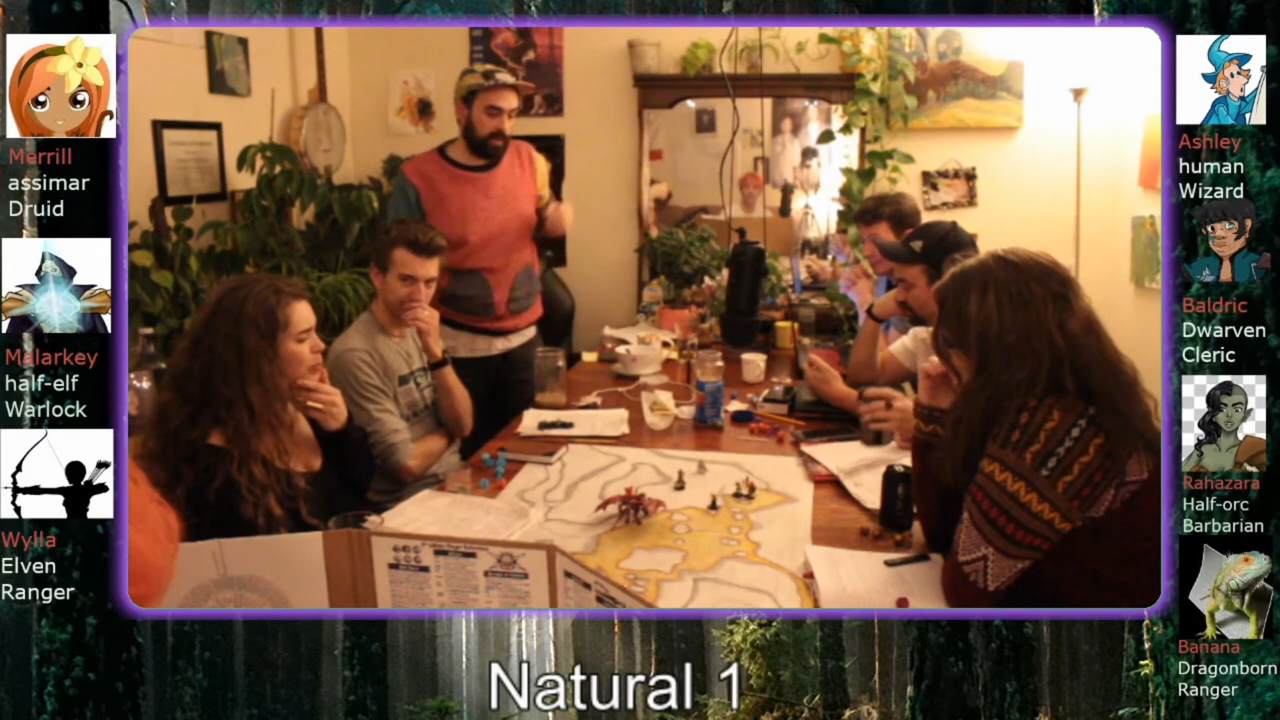 Merrill
assimar
Druid
Malarkey
half-elf
Warlock
Wylla
Elven
Ranger
Ashley
human
Wizard
Baldric
Dwarven
Cleric
Rahazara
Half-orc
Barbarian
Banana
Dragonborn
Ranger
Natural 1